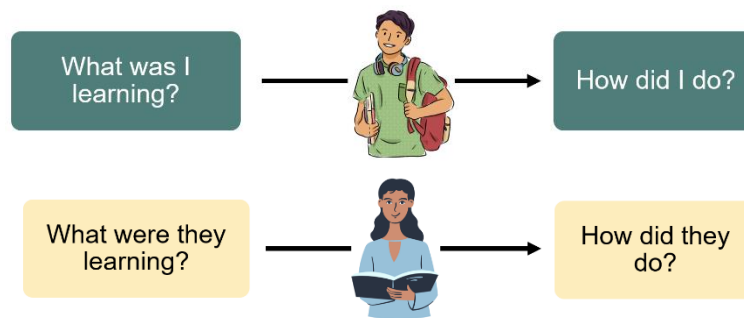 What was I
learning?
How did I do?
What were they
learning?
How did they
do?